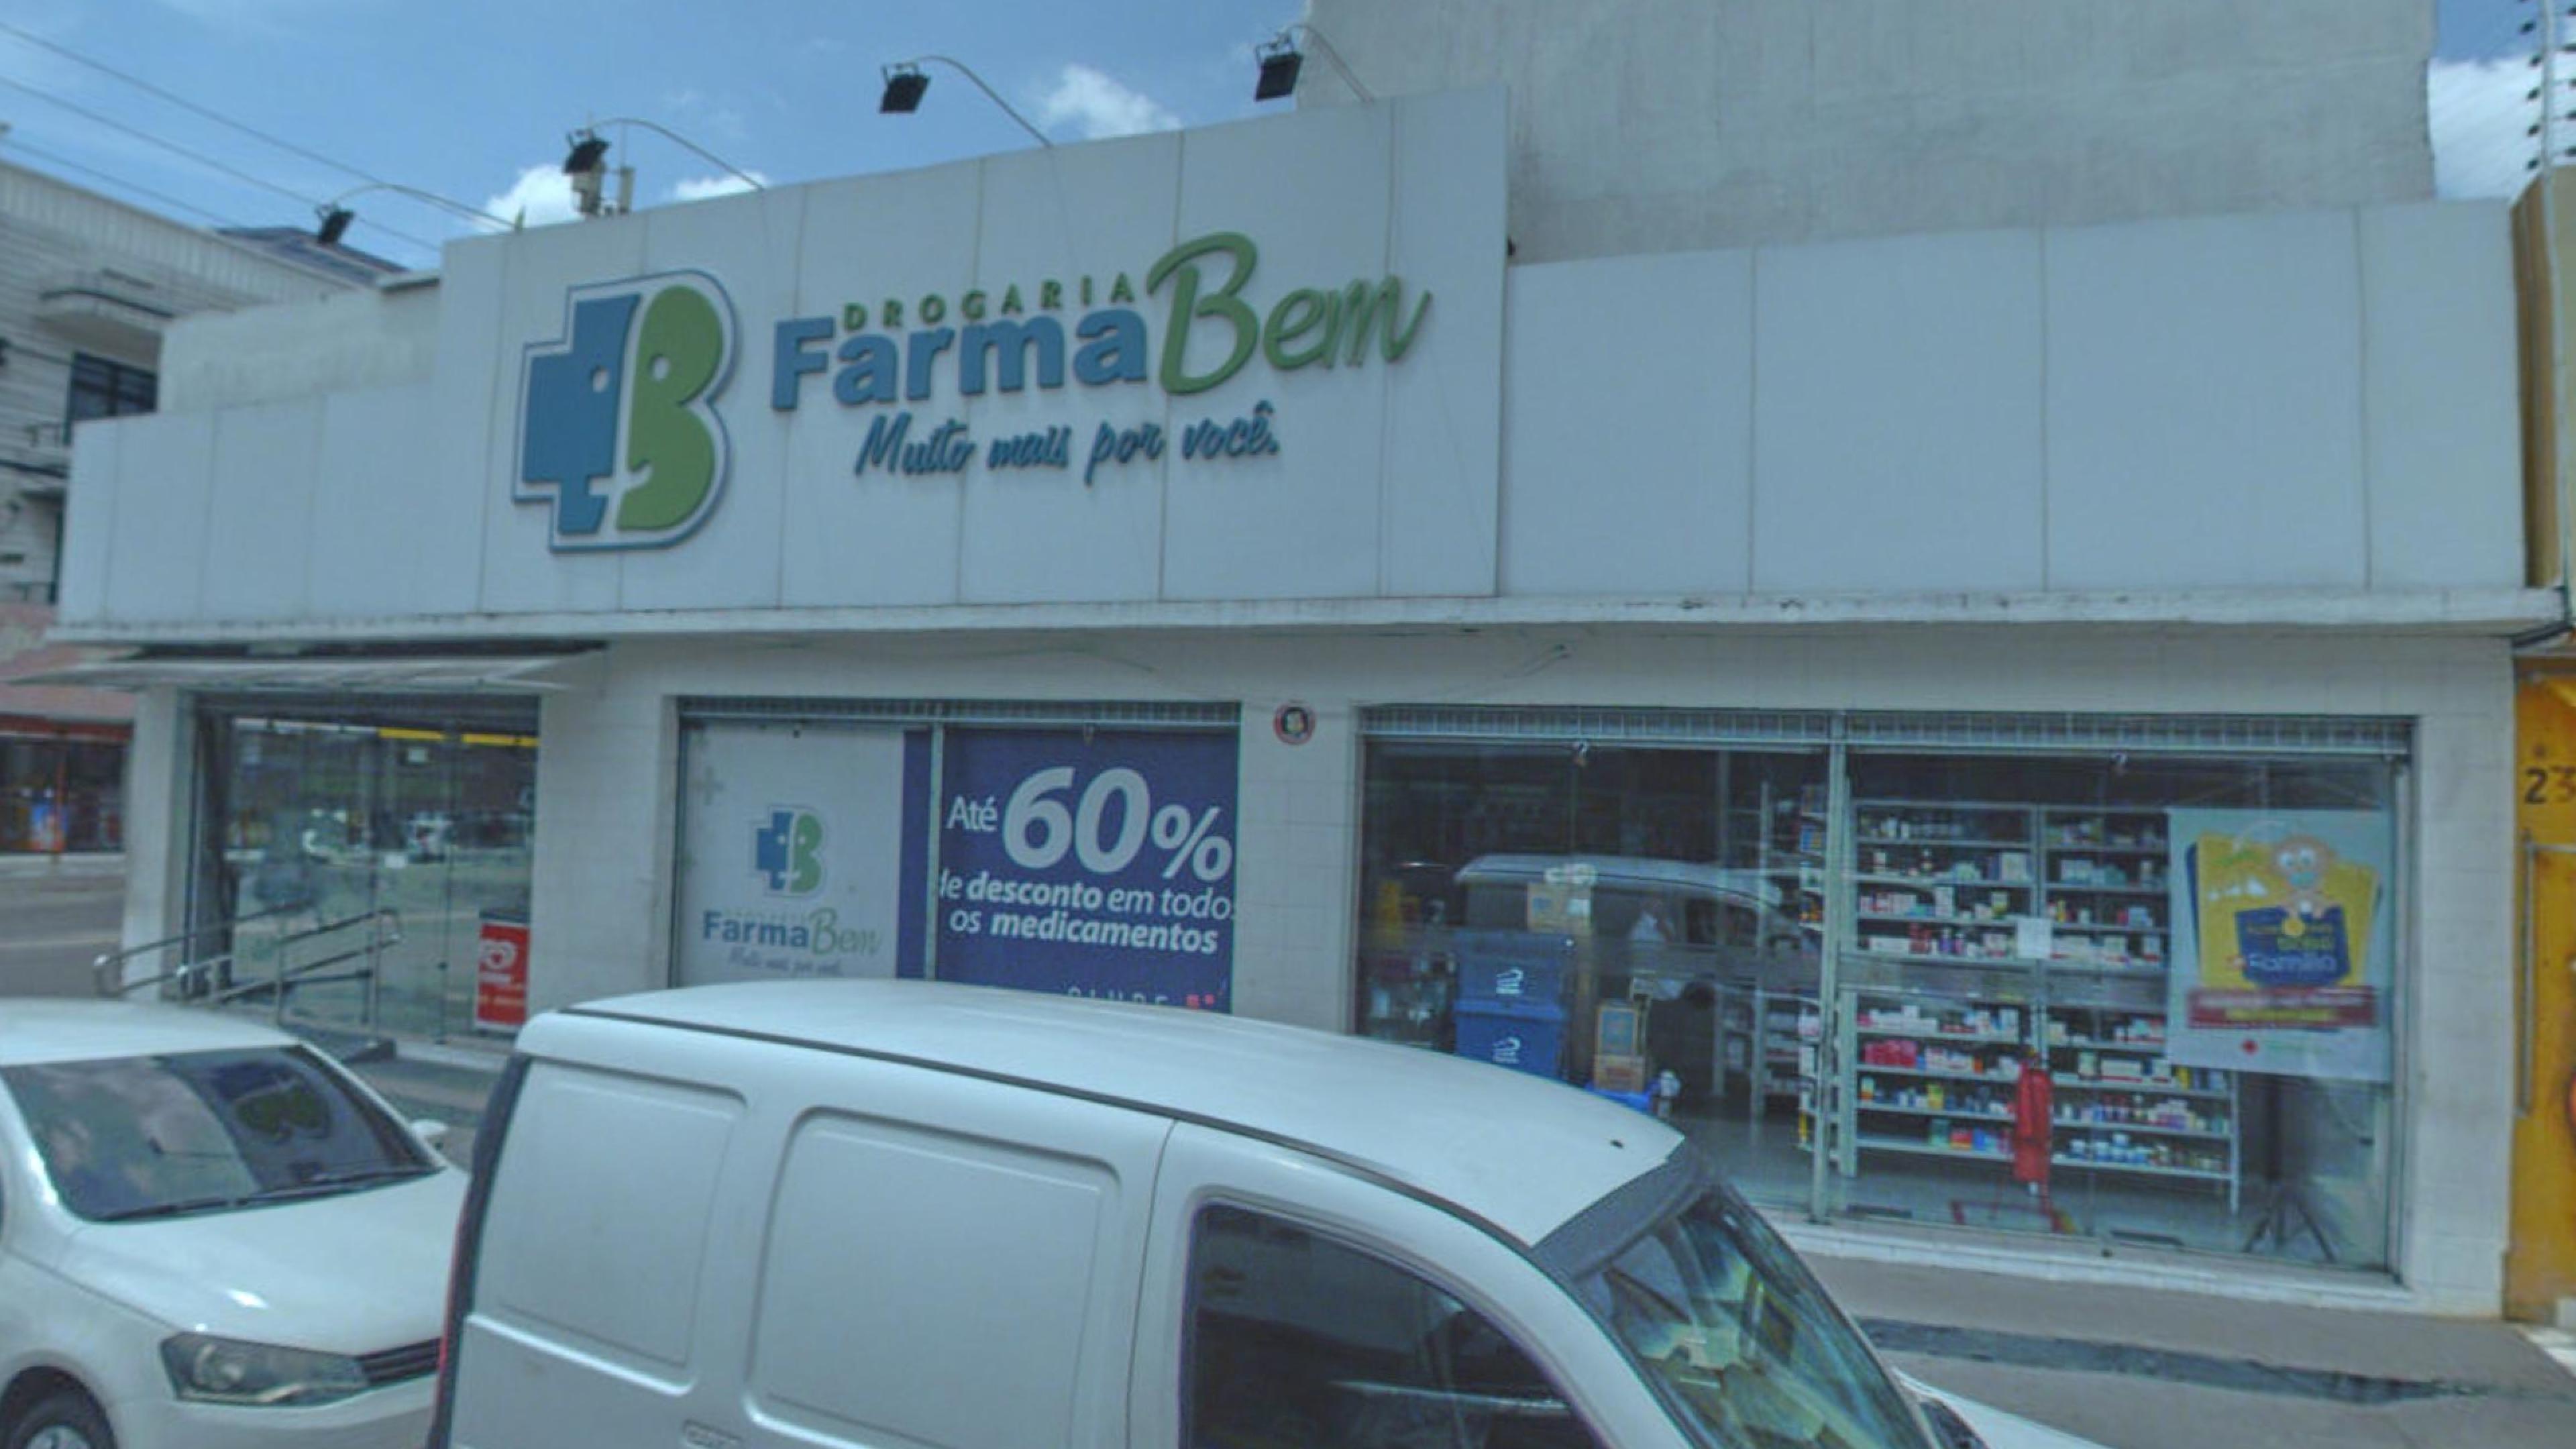 DROGARIA
FarmaBem
Muito mais por você.
FarmaBem
Até 60%
de desconto em todos
os medicamentos
Família